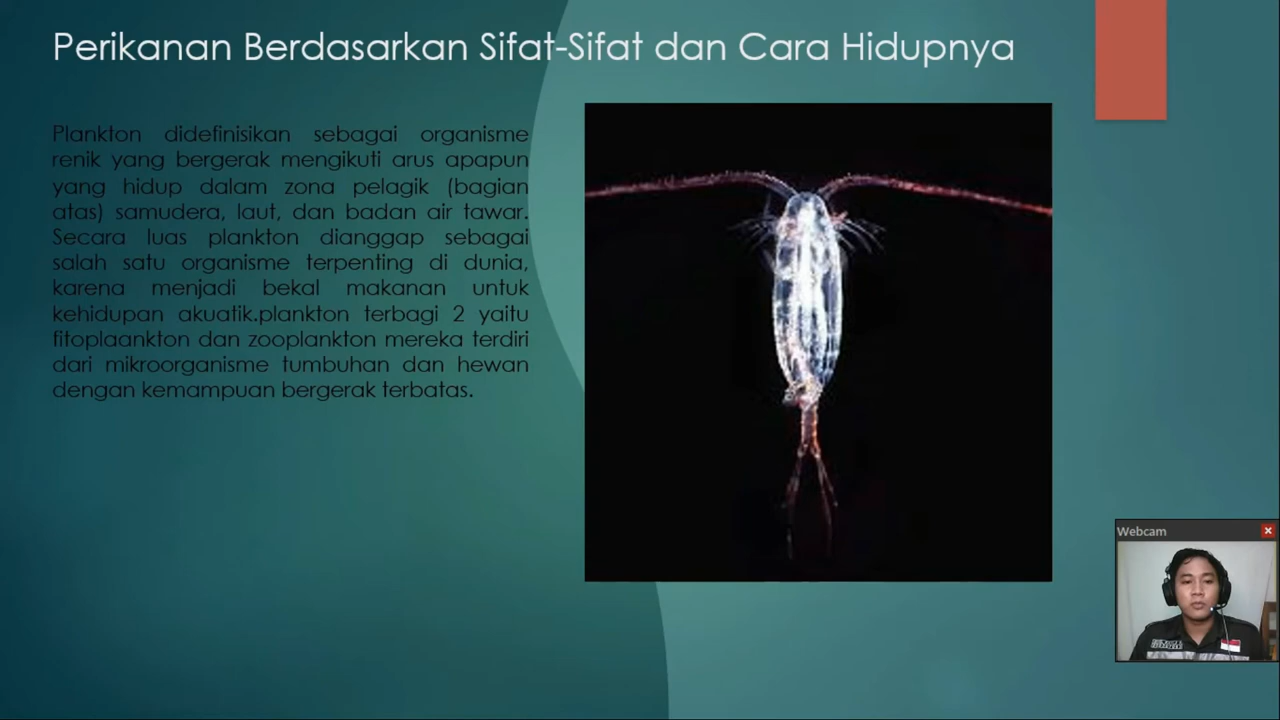 Perikanan Berdasarkan Sifat-Sifat dan Cara Hidupnya
Plankton didefinisikan sebagai organisme
renik yang bergerak mengikuti arus apapun
yang hidup dalam zona pelagik (bagian
atas) samudera, laut, dan badan air tawar.
Secara luas plankton dianggap sebagai
salah satu organisme terpenting di dunia,
karena menjadi bekal makanan untuk
kehidupan akuatik.plankton terbagi 2 yaitu
fitoplaankton dan zooplankton mereka terdiri
dari mikroorganisme tumbuhan dan hewan
dengan kemampuan bergerak terbatas.
Webcam